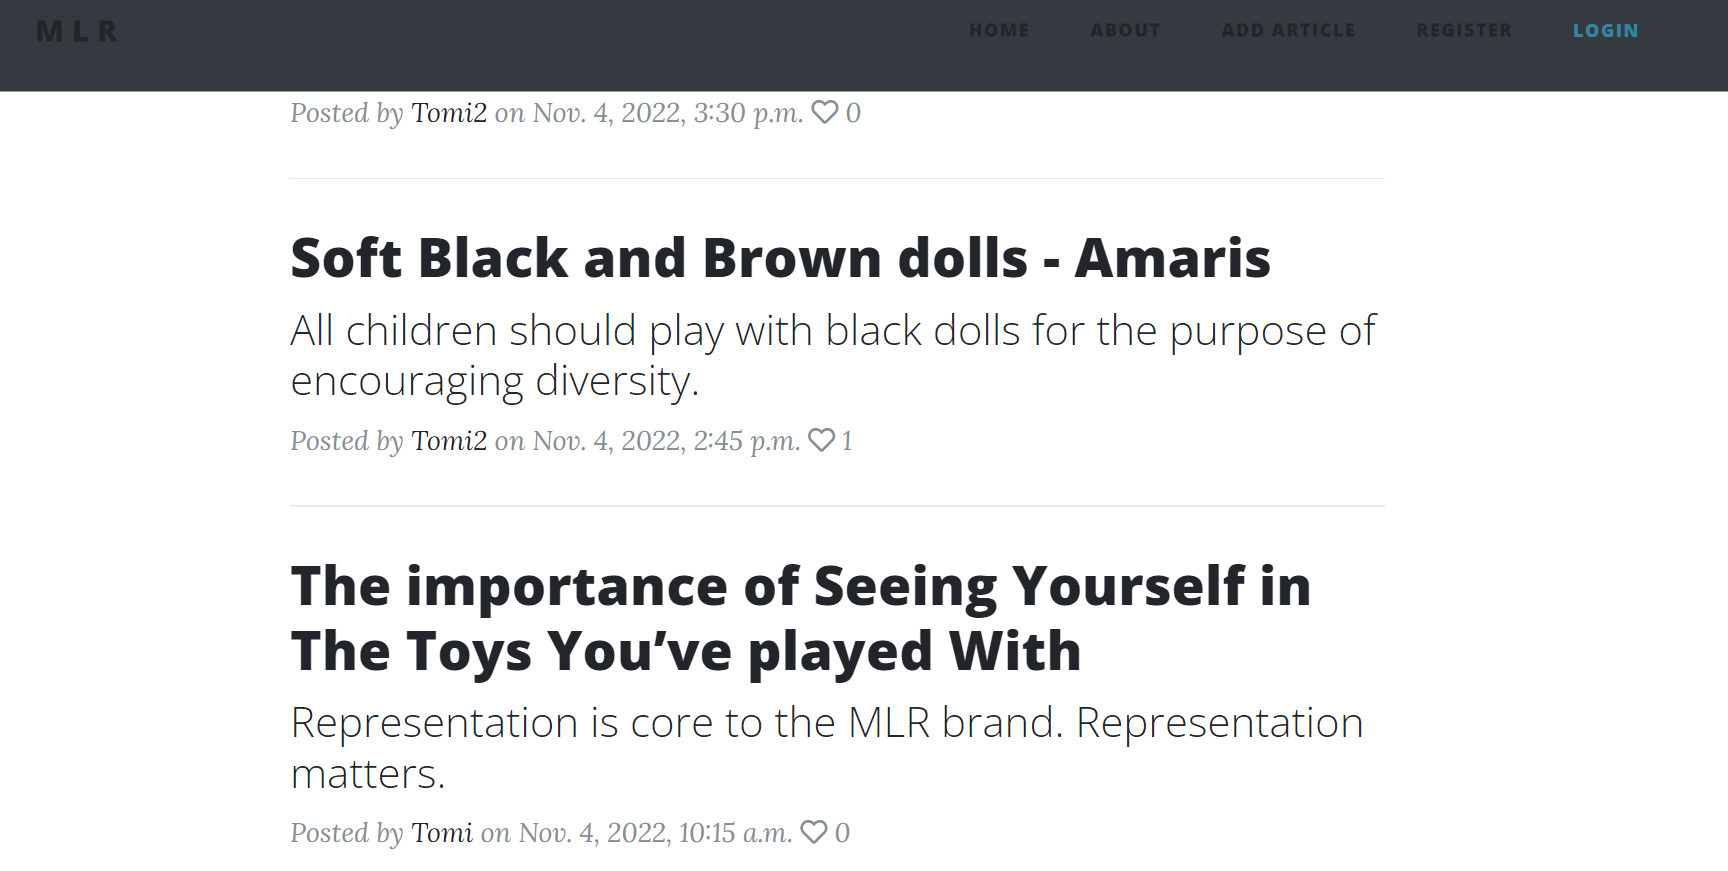 MLR HOME ABOUT ADD ARTICLE REGISTER LOGIN
Posted by Tomi2 on Nov. 4, 2022, 3:30 p.m. 0
Soft Black and Brown dolls - Amaris
All children should play with black dolls for the purpose of
encouraging diversity.
Posted by Tomi2 on Nov. 4, 2022, 2:45 p.m. 1
The importance of Seeing Yourself in
The Toys You’ve played With
Representation is core to the MLR brand. Representation
matters.
Posted by Tomi on Nov. 4, 2022, 10:15 a.m. 0